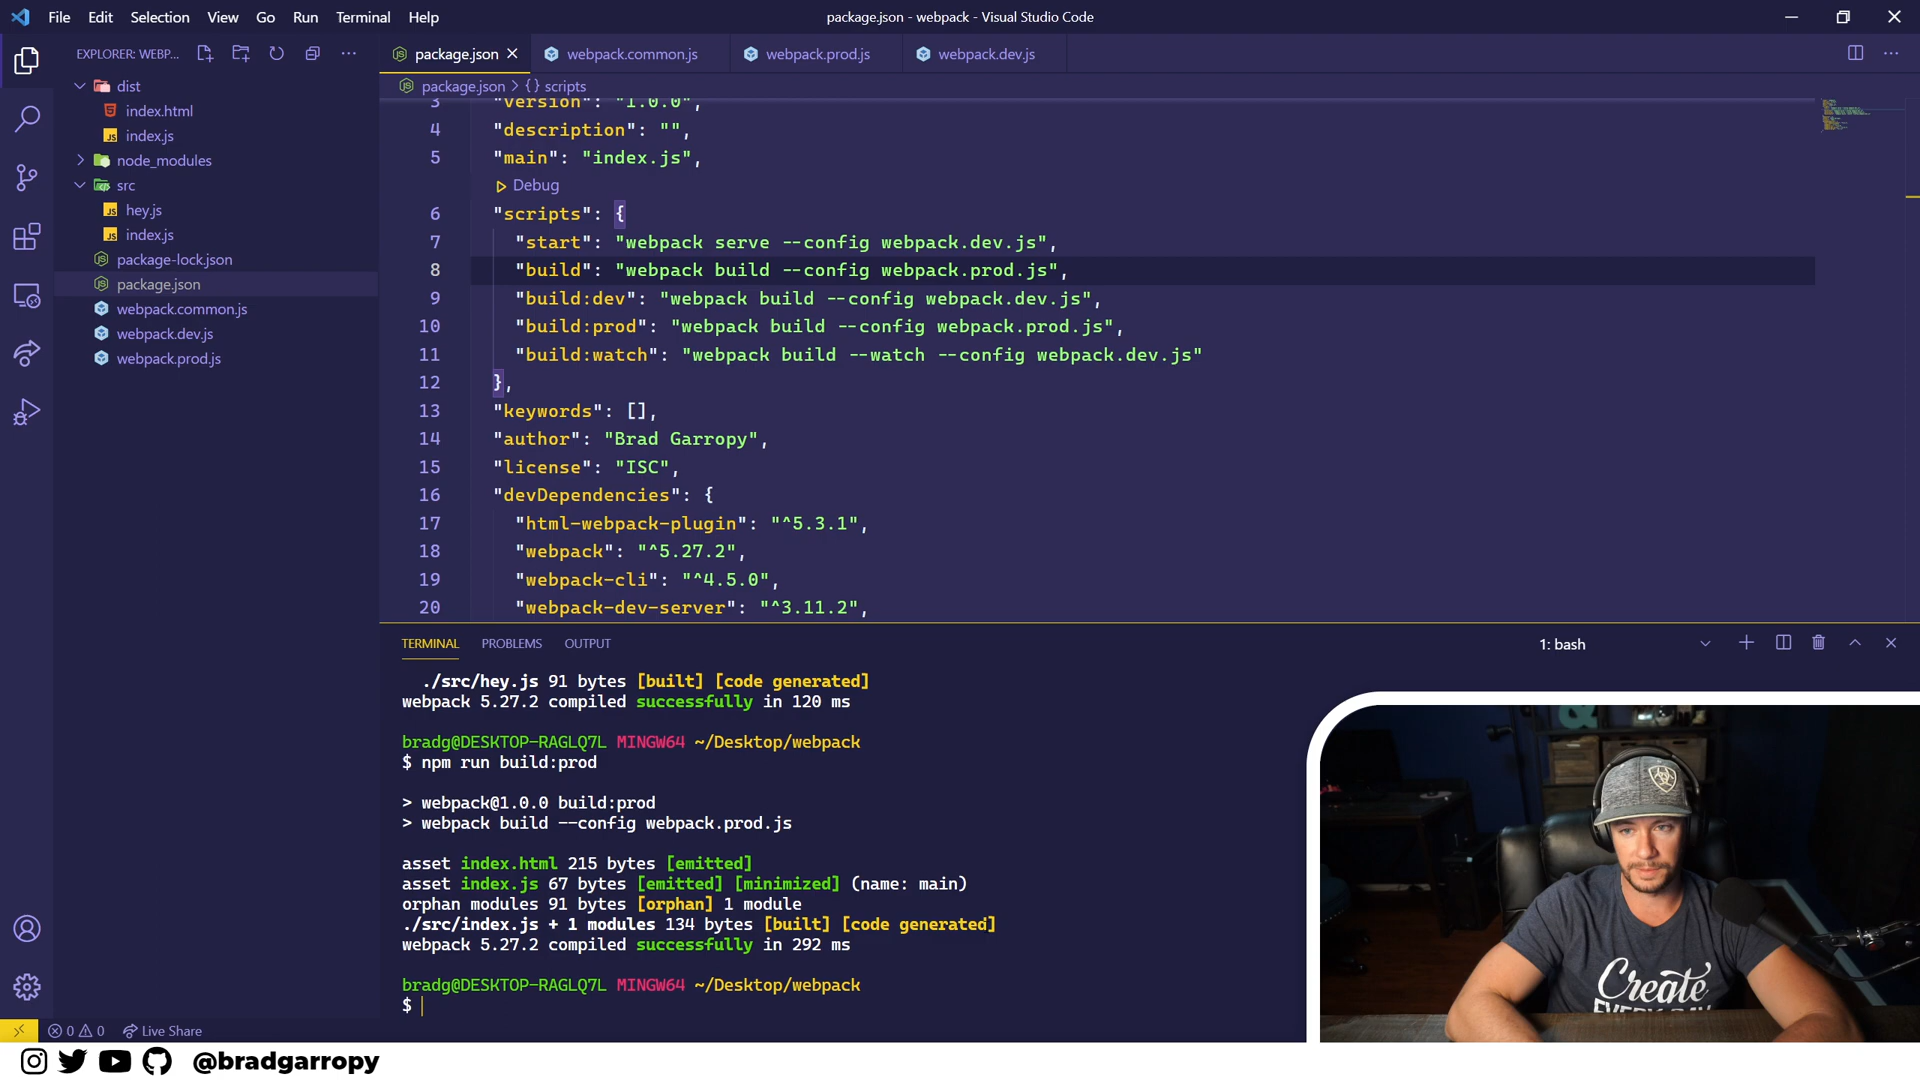 File Edit Selection View Go Run Terminal Help
package.json - webpack - Visual Studio Code
EXPLORER: WEBP...
dist
index.html
index.js
node_modules
src
hey.js
index.js
package-lock.json
package.json
webpack.common.js
webpack.dev.js
webpack.prod.js
package.json webpack.common.js webpack.prod.js webpack.dev.js
package.json > {} scripts
3 "version": "1.0.0",
4 "description": "",
5 "main": "index.js",
Debug
6 "scripts": {
7 "start": "webpack serve --config webpack.dev.js",
8 "build": "webpack build --config webpack.prod.js",
9 "build:dev": "webpack build --config webpack.dev.js",
10 "build:prod": "webpack build --config webpack.prod.js",
11 "build:watch": "webpack build --watch --config webpack.dev.js"
12 },
13 "keywords": [],
14 "author": "Brad Garropy",
15 "license": "ISC",
16 "devDependencies": {
17 "html-webpack-plugin": "^5.3.1",
18 "webpack": "^5.27.2",
19 "webpack-cli": "^4.5.0",
20 "webpack-dev-server": "^3.11.2",
TERMINAL PROBLEMS OUTPUT
1: bash
./src/hey.js 91 bytes [built] [code generated]
webpack 5.27.2 compiled successfully in 120 ms
bradg@DESKTOP-RAGLQ7L MINGW64 ~/Desktop/webpack
$ npm run build:prod
> webpack@1.0.0 build:prod
> webpack build --config webpack.prod.js
asset index.html 215 bytes [emitted]
asset index.js 67 bytes [emitted] [minimized] (name: main)
orphan modules 91 bytes [orphan] 1 module
./src/index.js + 1 modules 134 bytes [built] [code generated]
webpack 5.27.2 compiled successfully in 292 ms
bradg@DESKTOP-RAGLQ7L MINGW64 ~/Desktop/webpack
$
Create
EVERY DAY
0 0 Live Share
@bradgarropy